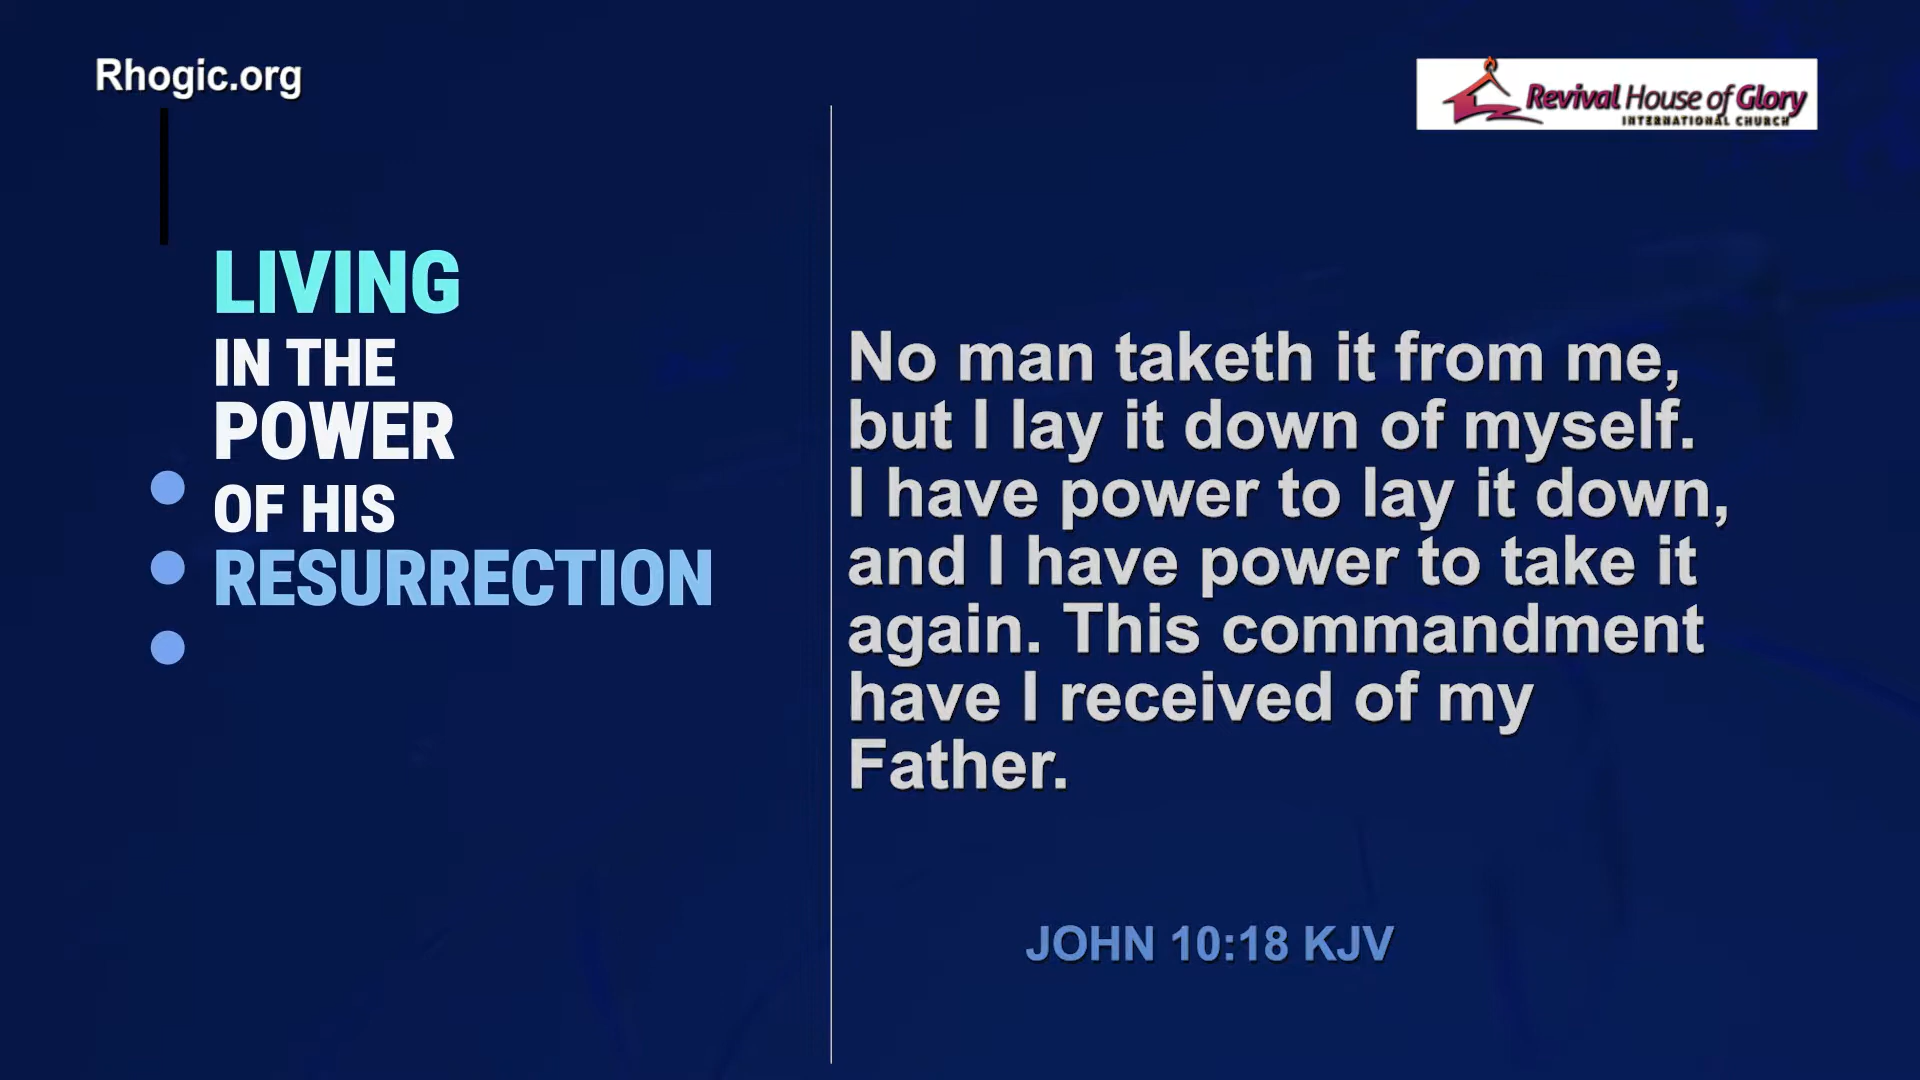 Rhogic.org
Revival House of Glory
INTERNATIONAL CHURCH
LIVING
IN THE
POWER
OF HIS
RESURRECTION
No man taketh it from me,
but I lay it down of myself.
I have power to lay it down,
and I have power to take it
again. This commandment
have I received of my
Father.
JOHN 10:18 KJV